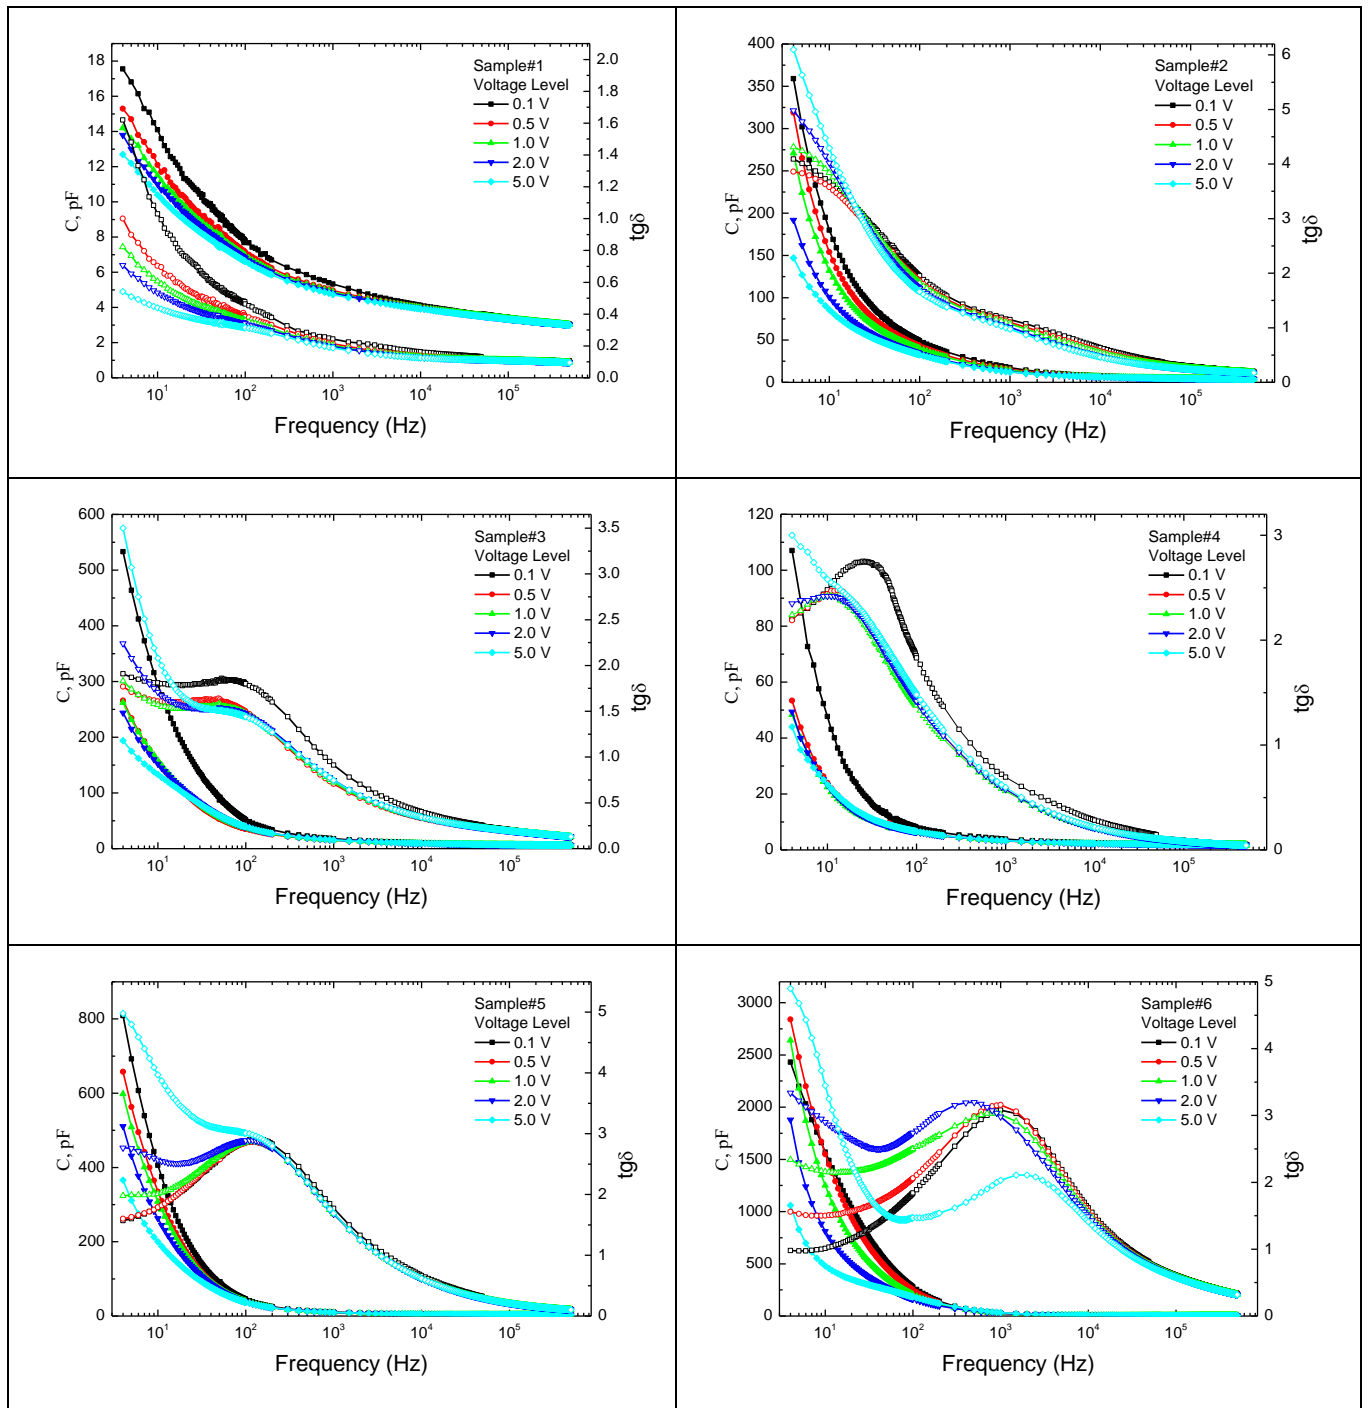 Sample#1
Voltage Level
0.1 V
0.5 V
1.0 V
2.0 V
5.0 V
C, pF
18
16
14
12
10
8
6
4
2
0
2.0
1.8
1.6
1.4
1.2
1.0
0.8
0.6
0.4
0.2
0.0
tgδ
10¹ 10² 10³ 10⁴ 10⁵
Frequency (Hz)
Sample#2
Voltage Level
0.1 V
0.5 V
1.0 V
2.0 V
5.0 V
C, pF
400
350
300
250
200
150
100
50
0
6
5
4
3
2
1
0
tgδ
10¹ 10² 10³ 10⁴ 10⁵
Frequency (Hz)
Sample#3
Voltage Level
0.1 V
0.5 V
1.0 V
2.0 V
5.0 V
C, pF
600
500
400
300
200
100
0
3.5
3.0
2.5
2.0
1.5
1.0
0.5
0.0
tgδ
10¹ 10² 10³ 10⁴ 10⁵
Frequency (Hz)
Sample#4
Voltage Level
0.1 V
0.5 V
1.0 V
2.0 V
5.0 V
C, pF
120
100
80
60
40
20
0
3
2
1
0
tgδ
10¹ 10² 10³ 10⁴ 10⁵
Frequency (Hz)
Sample#5
Voltage Level
0.1 V
0.5 V
1.0 V
2.0 V
5.0 V
C, pF
800
600
400
200
0
5
4
3
2
1
0
tgδ
10¹ 10² 10³ 10⁴ 10⁵
Frequency (Hz)
Sample#6
Voltage Level
0.1 V
0.5 V
1.0 V
2.0 V
5.0 V
C, pF
3000
2500
2000
1500
1000
500
0
5
4
3
2
1
0
tgδ
10¹ 10² 10³ 10⁴ 10⁵
Frequency (Hz)